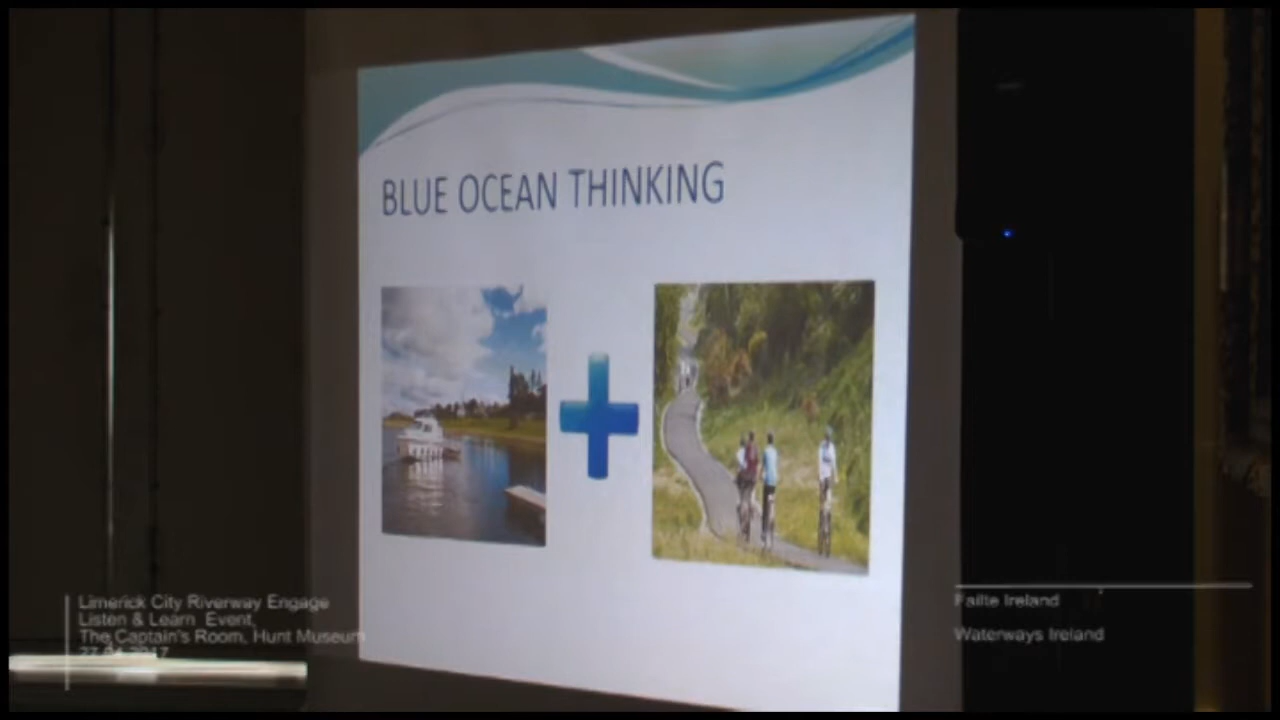 BLUE OCEAN THINKING
Limerick City Riverway Engage
Listen & Learn Event,
The Captain's Room, Hunt Museum
Failte Ireland
Waterways Ireland